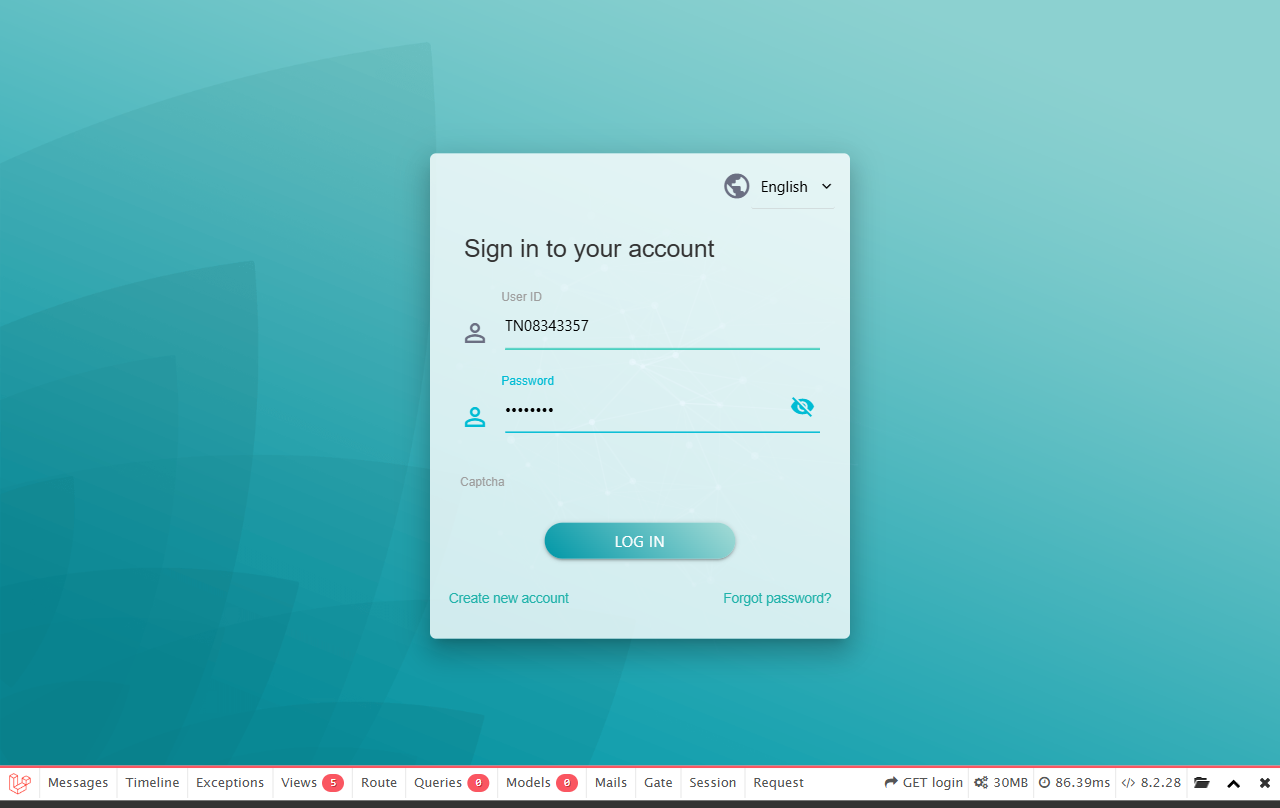 English
Sign in to your account
User ID
TN08343357
Password
••••••••
Captcha
LOG IN
Create new account Forgot password?
Messages Timeline Exceptions Views 5 Route Queries 0 Models 0 Mails Gate Session Request GET login 30MB 86.39ms </> 8.2.28